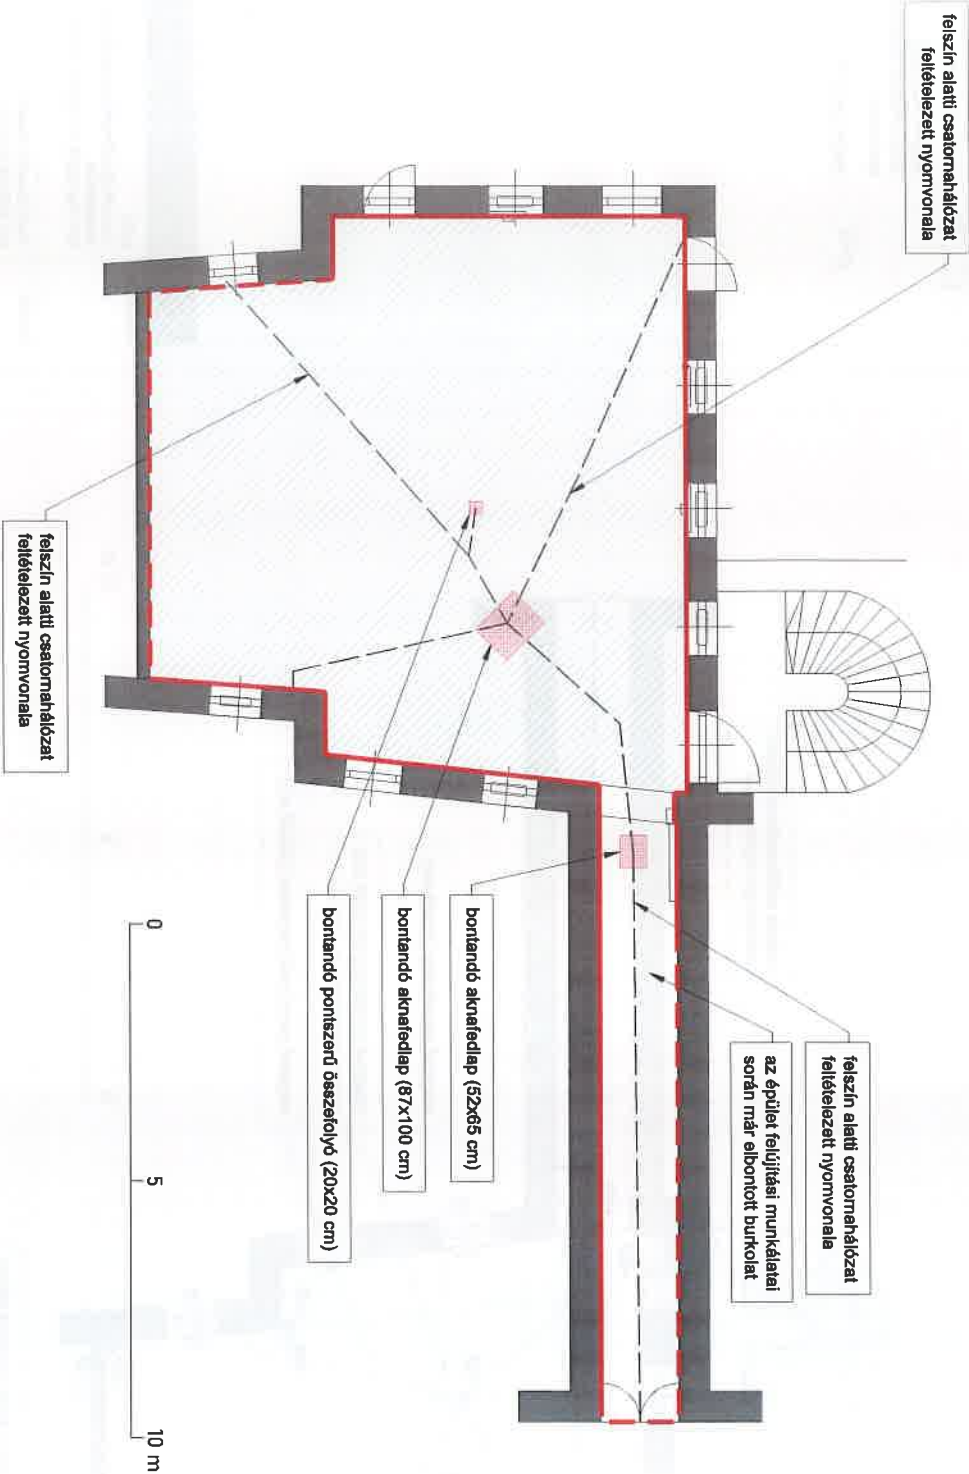 felszín alatti csatornahálózat
feltételezett nyomvonala
felszín alatti csatornahálózat
feltételezett nyomvonala
az épület felújítási munkálatai
során már elbontott burkolat
felszín alatti csatornahálózat
feltételezett nyomvonala
bontandó aknafedlap (52x65 cm)
bontandó aknafedlap (87x100 cm)
bontandó pontszerű összefolyó (20x20 cm)
0
5
10 m